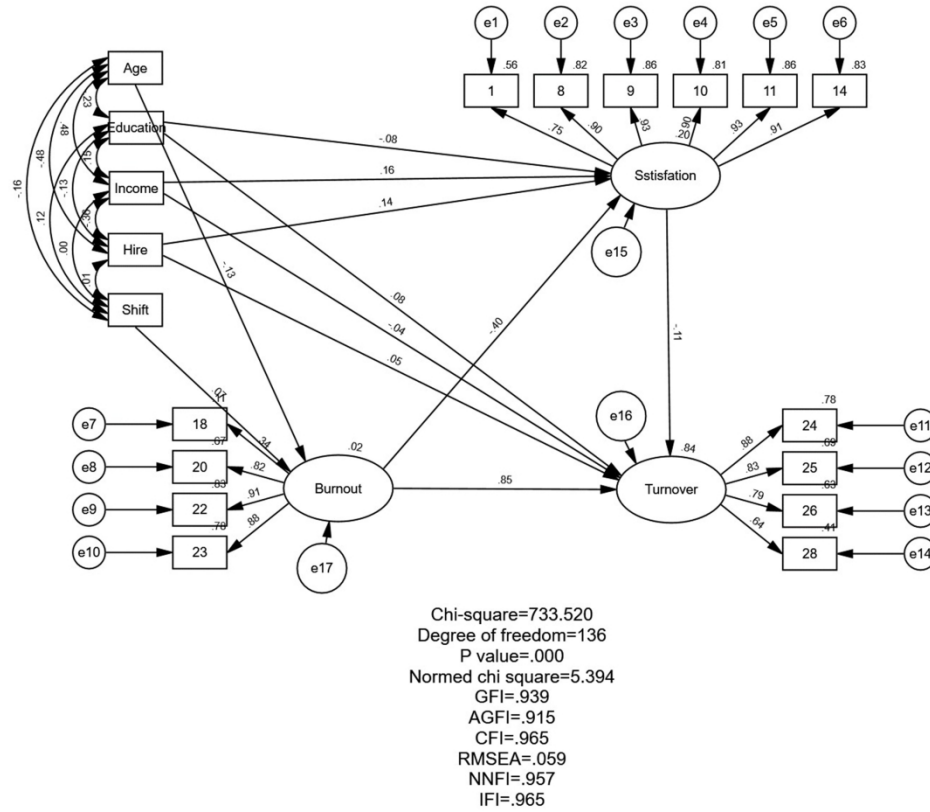 e1 e2 e3 e4 e5 e6
.56 .82 .86 .81 .86 .83
1 8 9 10 11 14
.75 .90 .93 .90 .93 .91
.20
Sstisfation
e15
Age
Education
Income
Hire
Shift
.23
.48
-.48
-.16
.15
-.13
.12
.00
.01
-.08
.16
.14
-.13
.08
-.04
.05
-.40
-.11
.07
e7 18
.34
e8 .67 20 .82
e9 .83 22 .91
e10 .78 23 .88
.02
Burnout
e17
.85
e16
.84
Turnover
.88 .78 24 e11
.83 .69 25 e12
.79 .63 26 e13
.64 .41 28 e14
Chi-square=733.520
Degree of freedom=136
P value=.000
Normed chi square=5.394
GFI=.939
AGFI=.915
CFI=.965
RMSEA=.059
NNFI=.957
IFI=.965